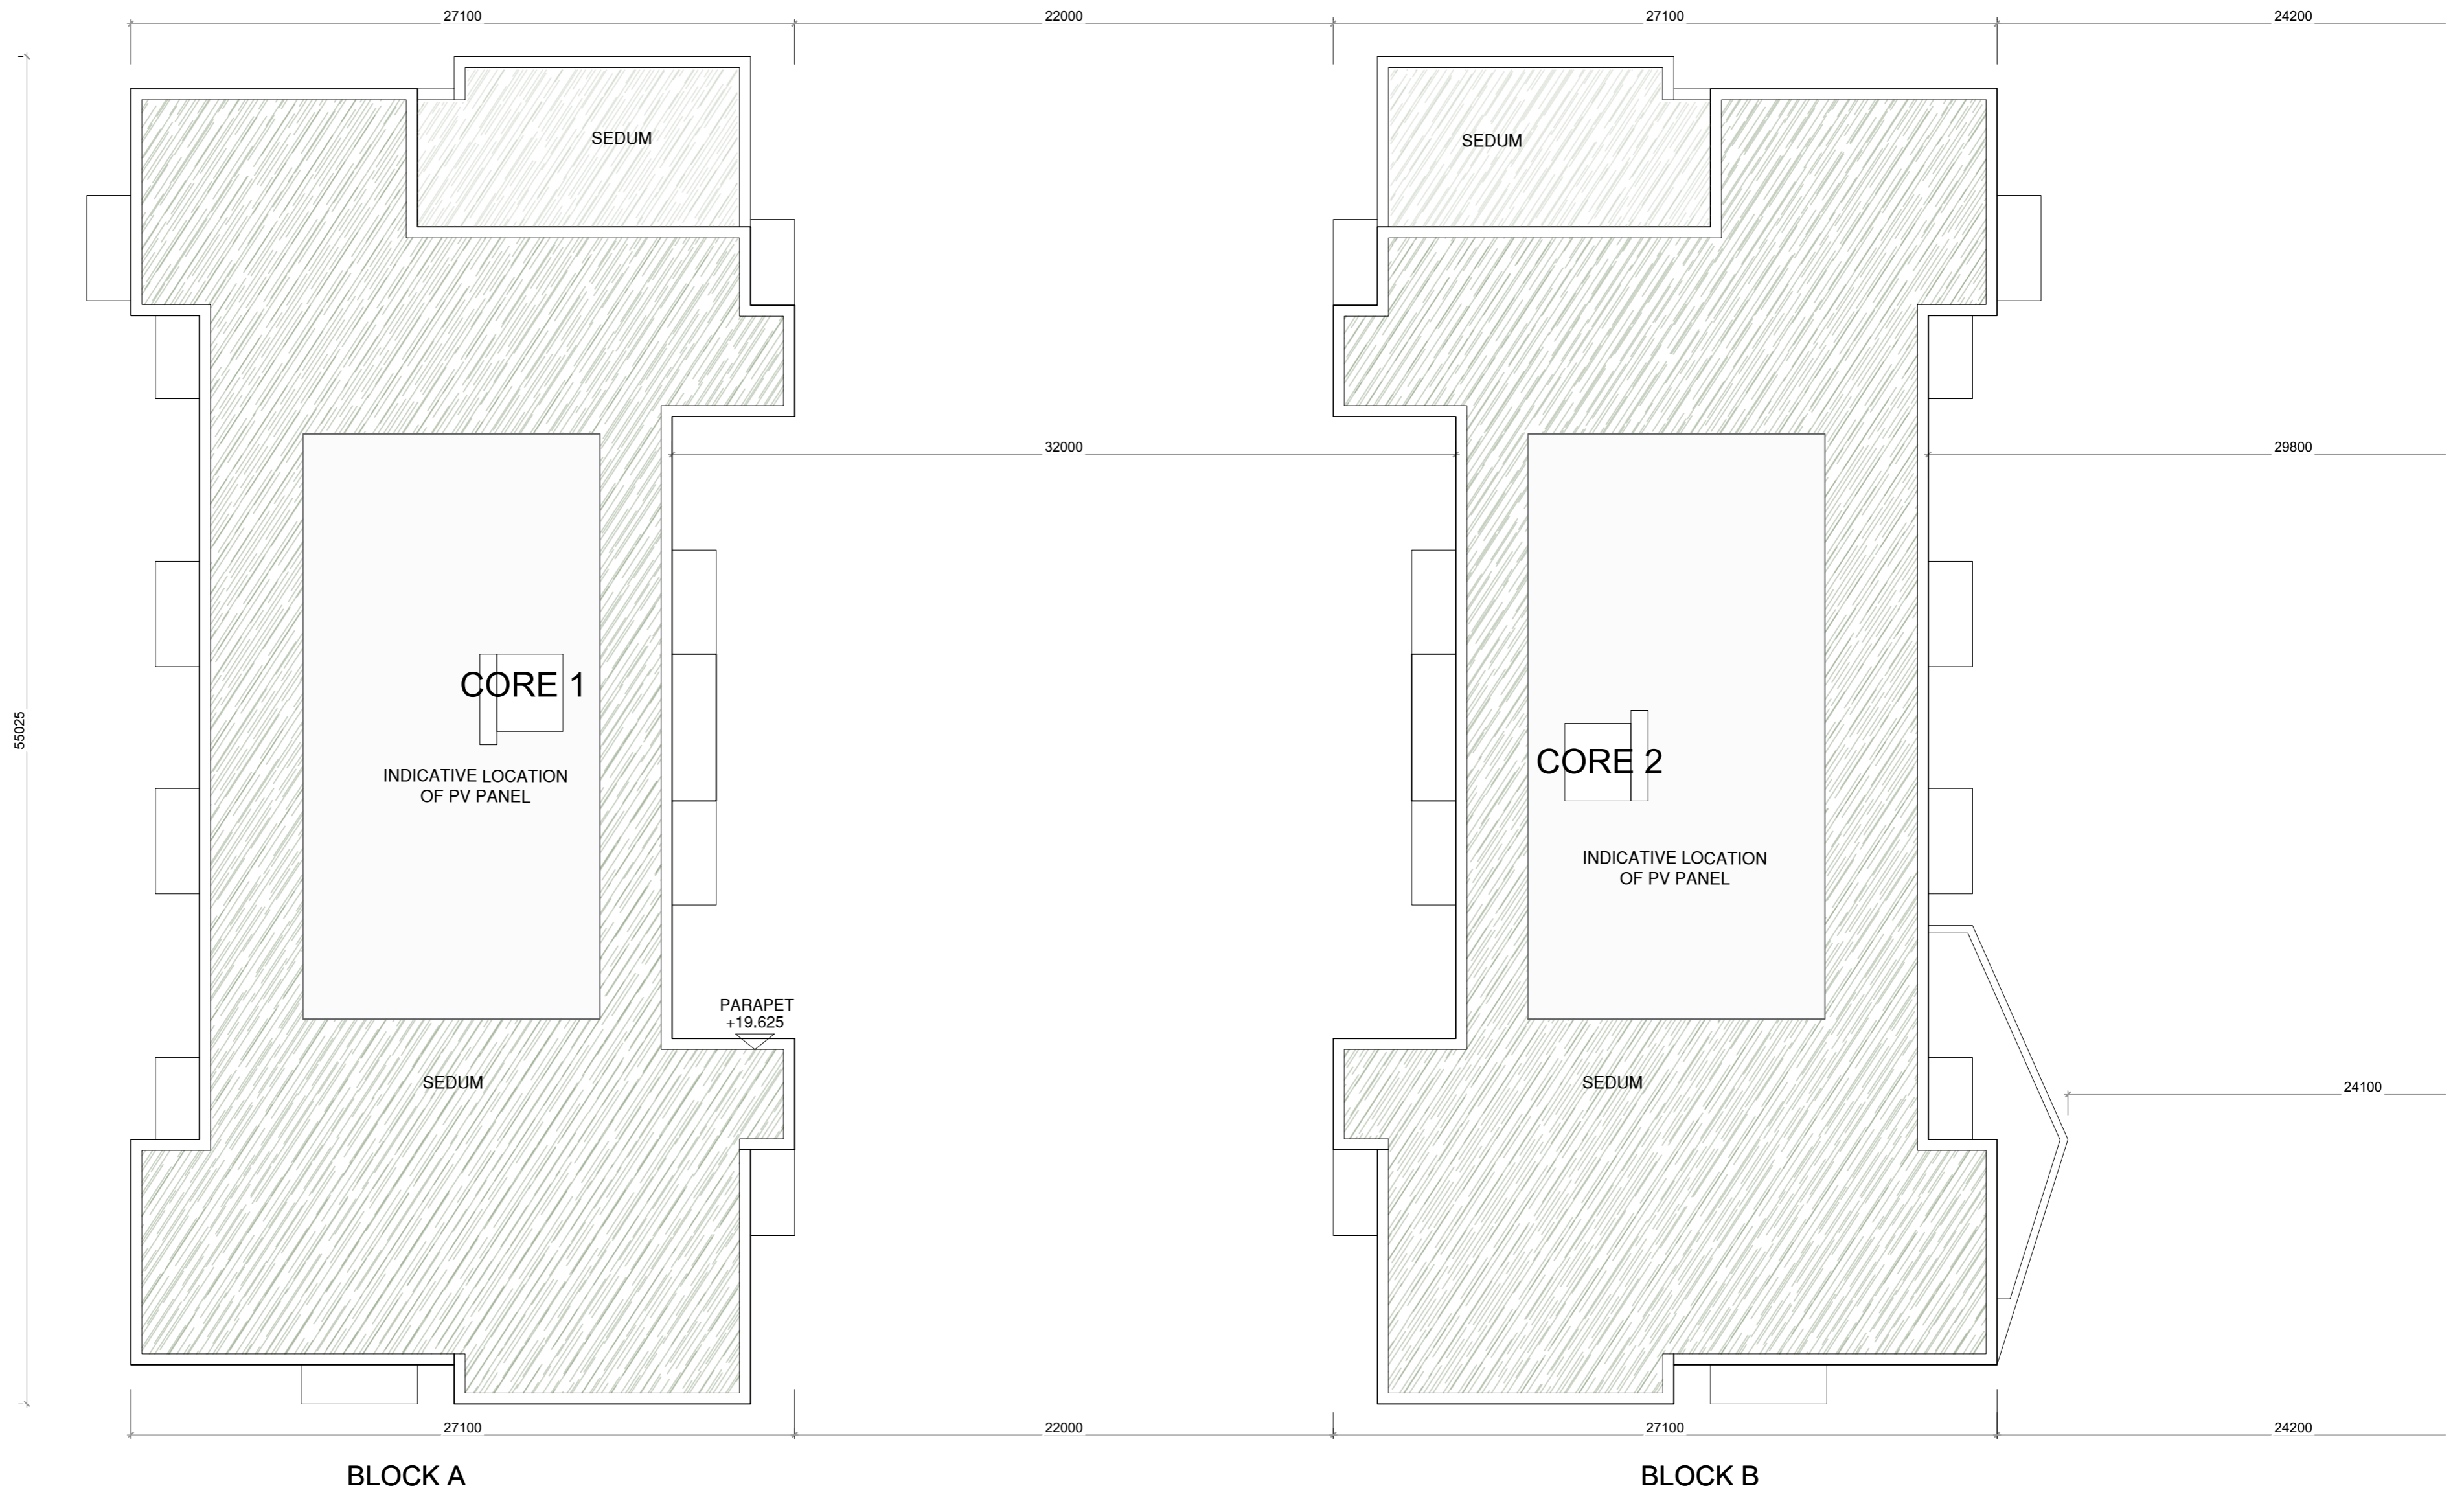 27100
22000
27100
24200
SEDUM
SEDUM
32000
29800
55025
CORE 1
INDICATIVE LOCATION
OF PV PANEL
CORE 2
INDICATIVE LOCATION
OF PV PANEL
PARAPET
+19.625
SEDUM
SEDUM
24100
27100
22000
27100
24200
BLOCK A
BLOCK B